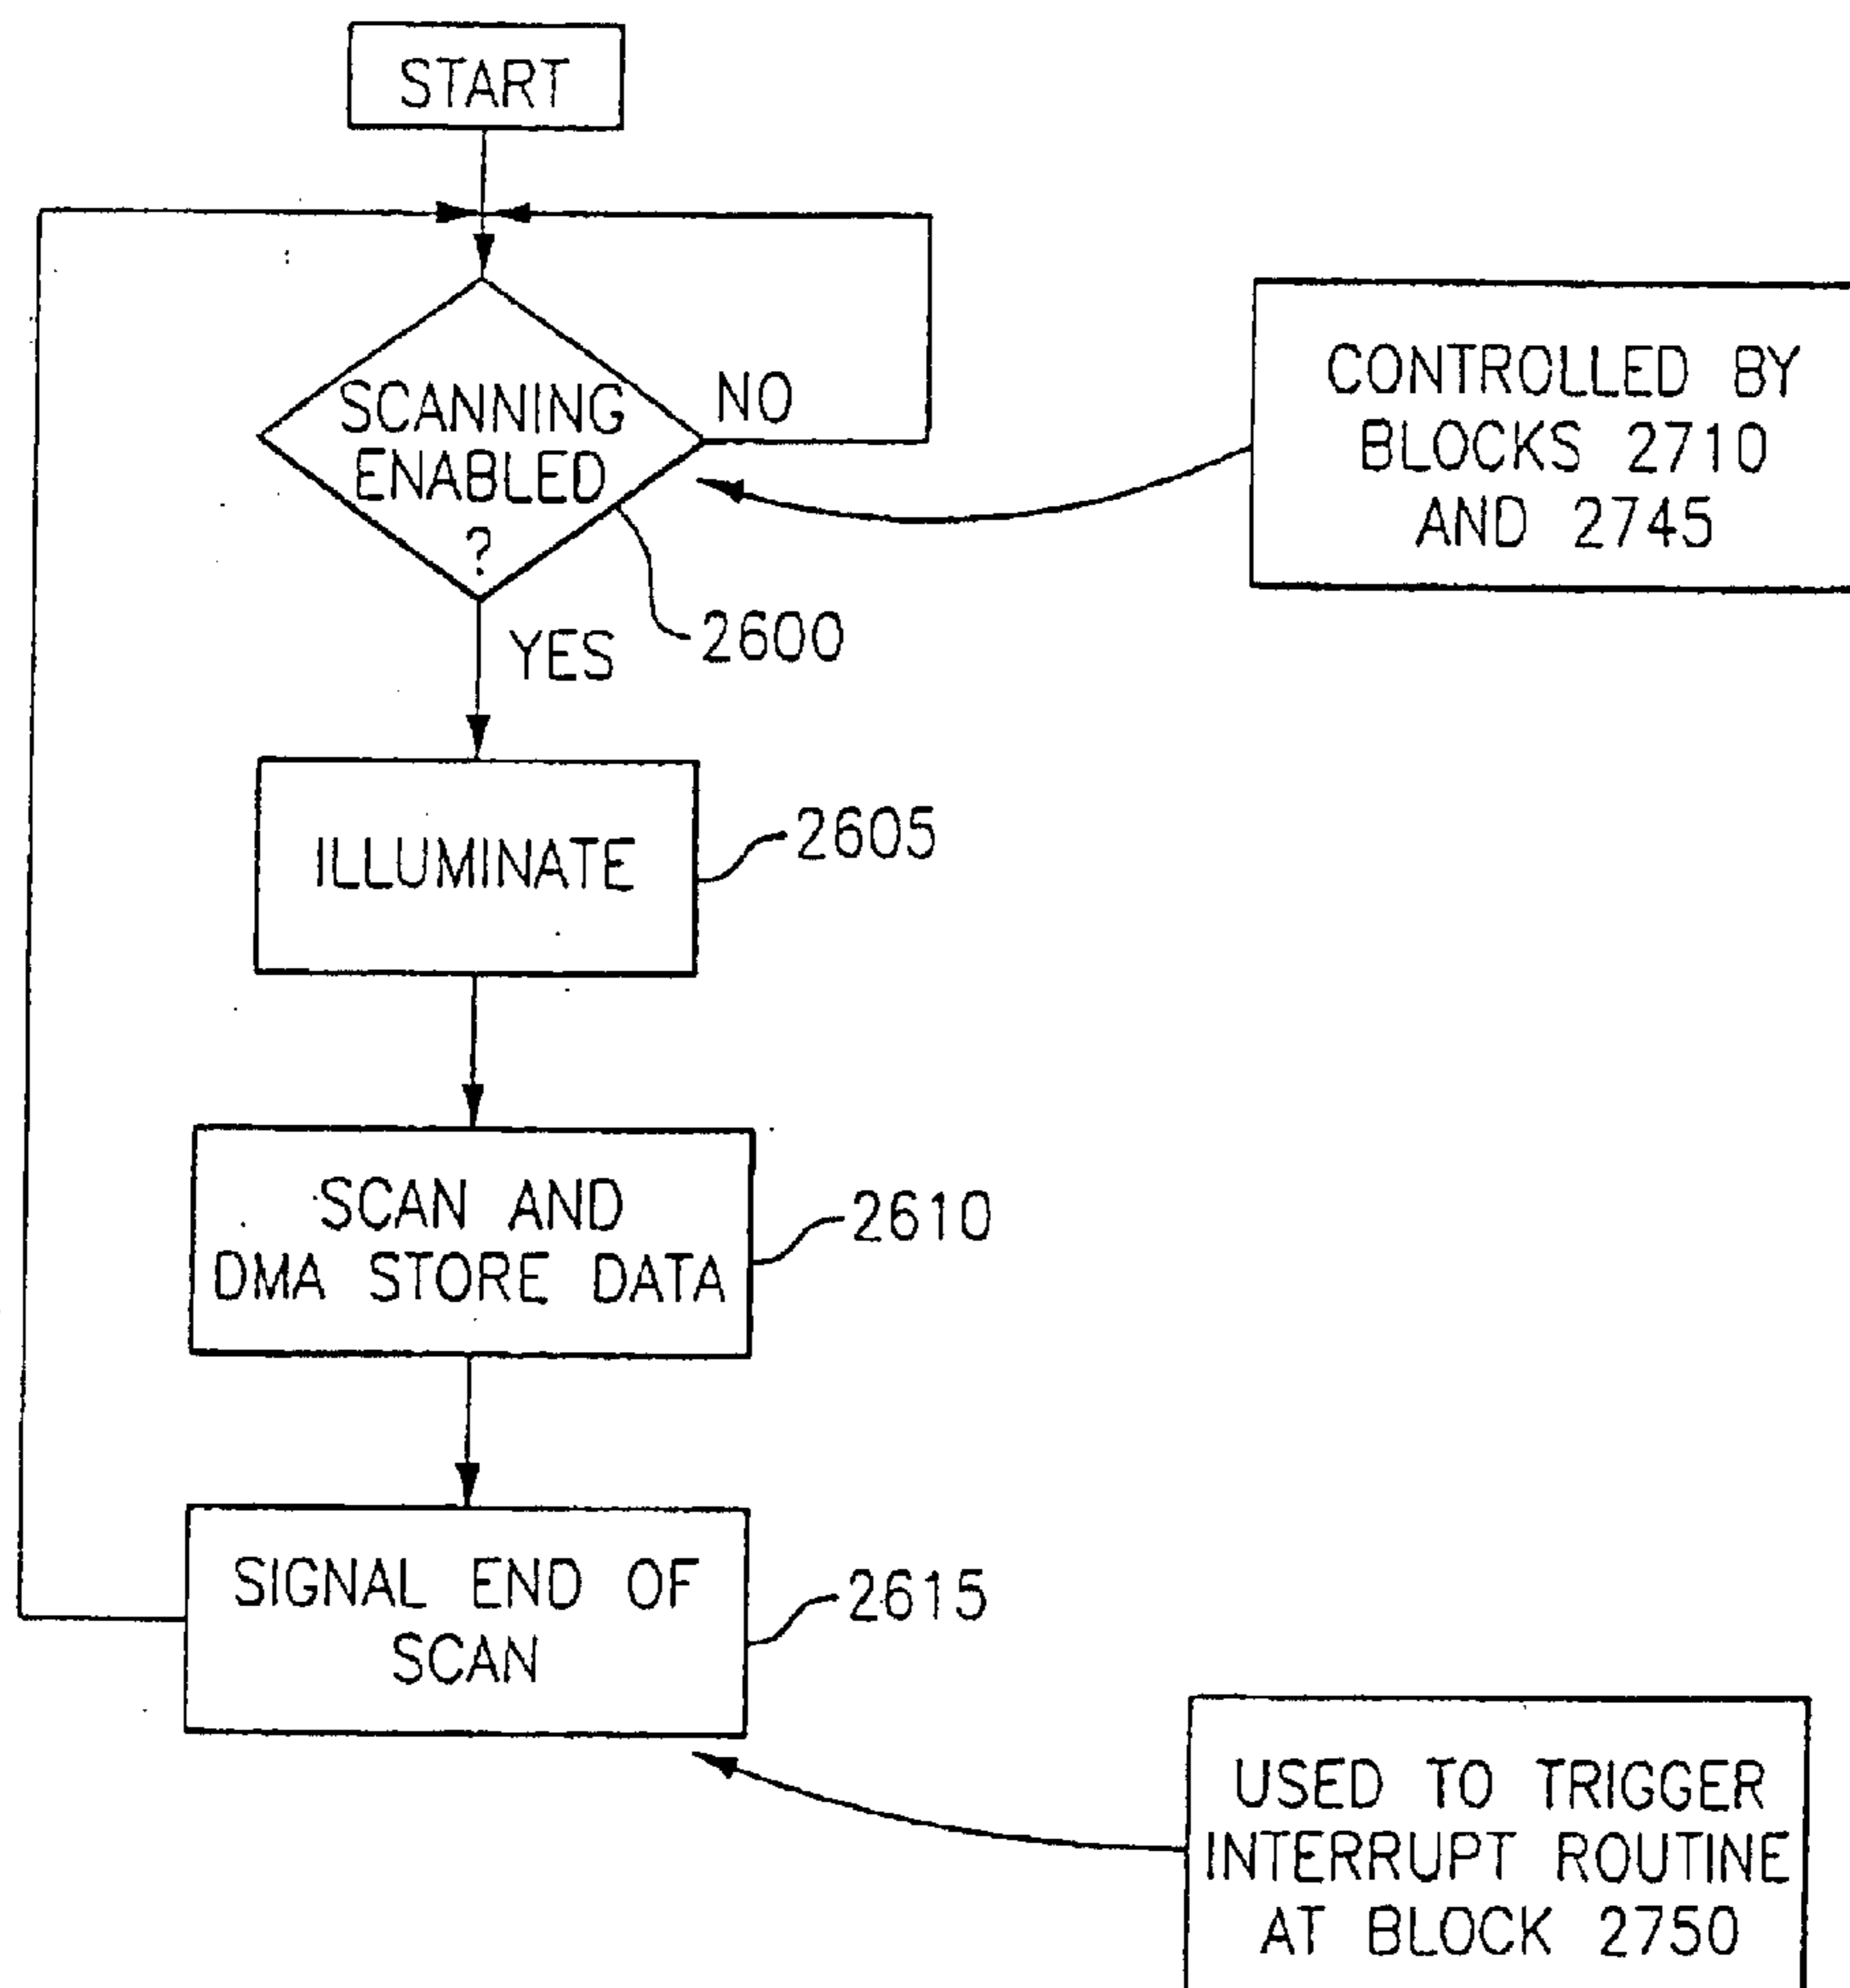 START
SCANNING
ENABLED
?
NO
YES
2600
CONTROLLED BY
BLOCKS 2710
AND 2745
ILLUMINATE
2605
SCAN AND
DMA STORE DATA
2610
SIGNAL END OF
SCAN
2615
USED TO TRIGGER
INTERRUPT ROUTINE
AT BLOCK 2750